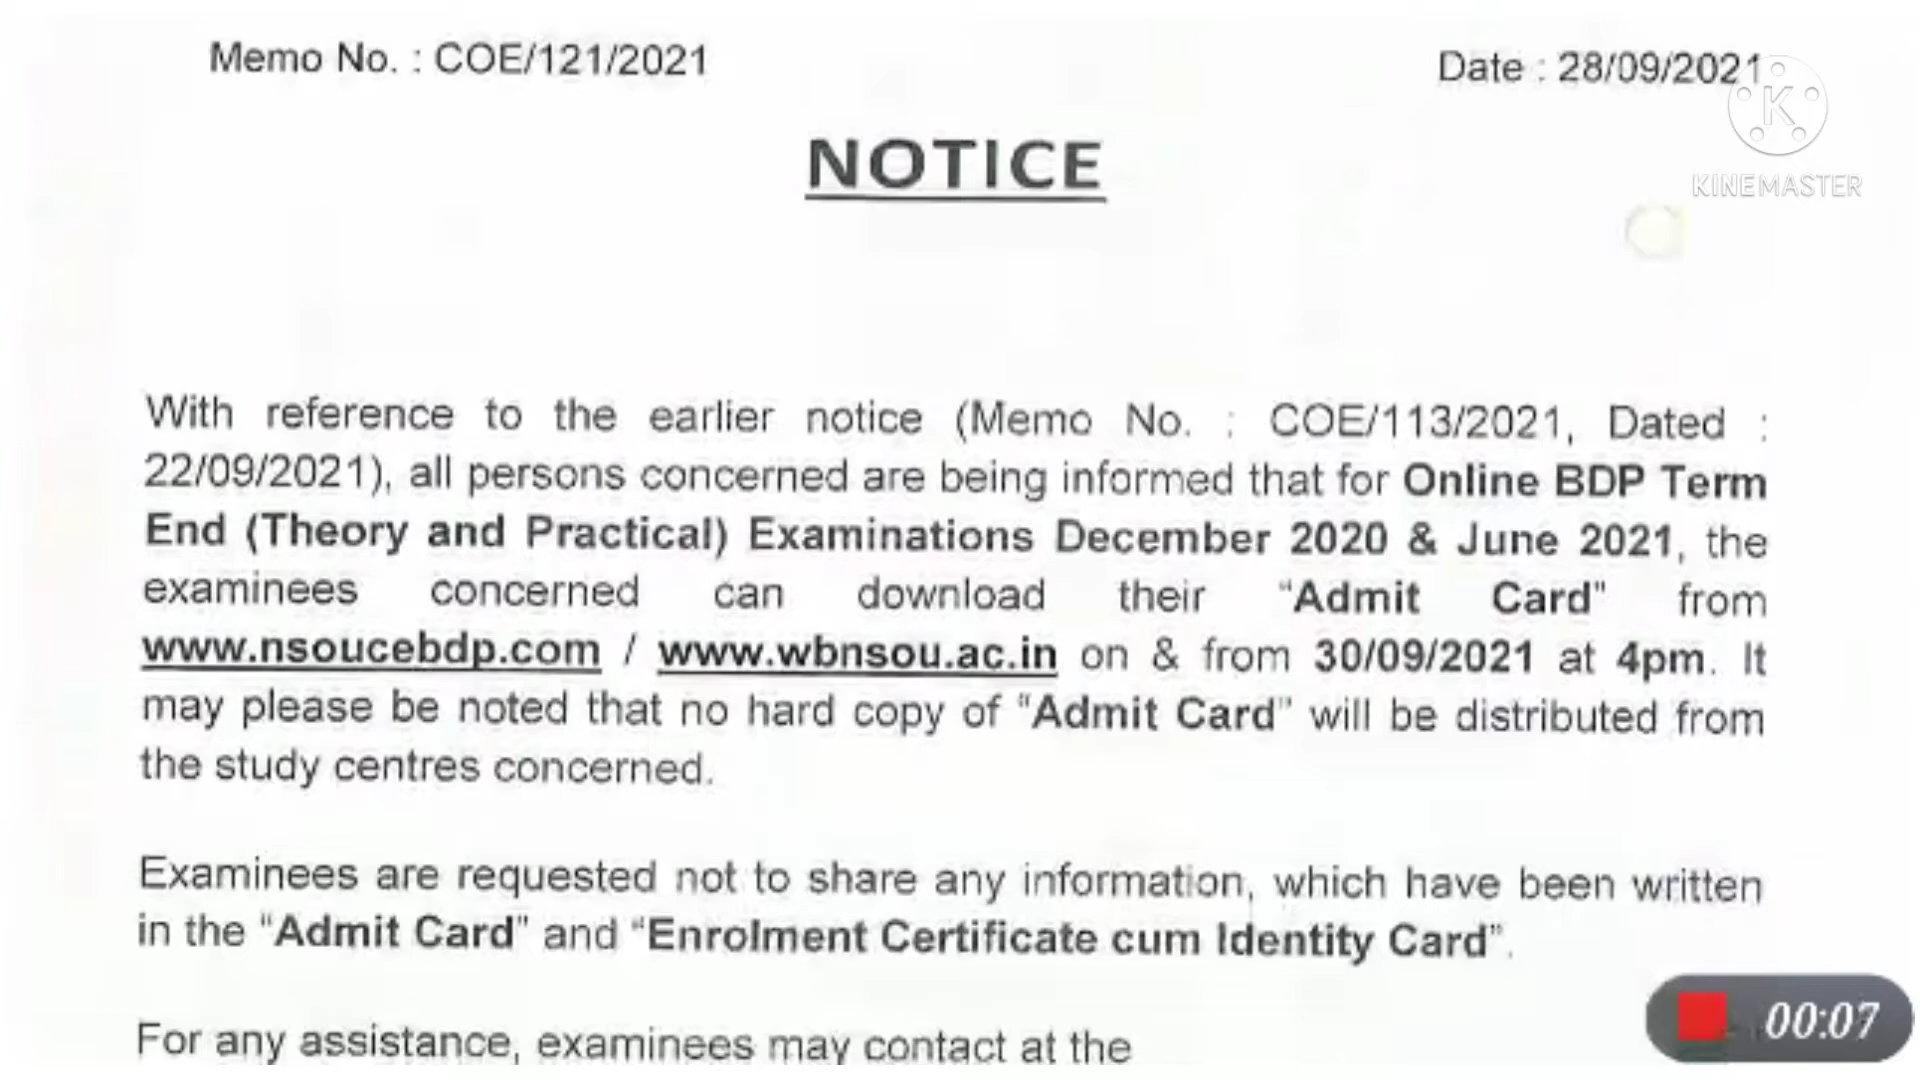 Memo No. : COE/121/2021
Date : 28/09/2021
K
KINEMASTER
NOTICE
With reference to the earlier notice (Memo No. : COE/113/2021, Dated :
22/09/2021), all persons concerned are being informed that for Online BDP Term
End (Theory and Practical) Examinations December 2020 & June 2021, the
examinees concerned can download their "Admit Card" from
www.nsoucebdp.com / www.wbnsou.ac.in on & from 30/09/2021 at 4pm. It
may please be noted that no hard copy of "Admit Card" will be distributed from
the study centres concerned.
Examinees are requested not to share any information, which have been written
in the "Admit Card" and "Enrolment Certificate cum Identity Card".
For any assistance, examinees may contact at the
00:07